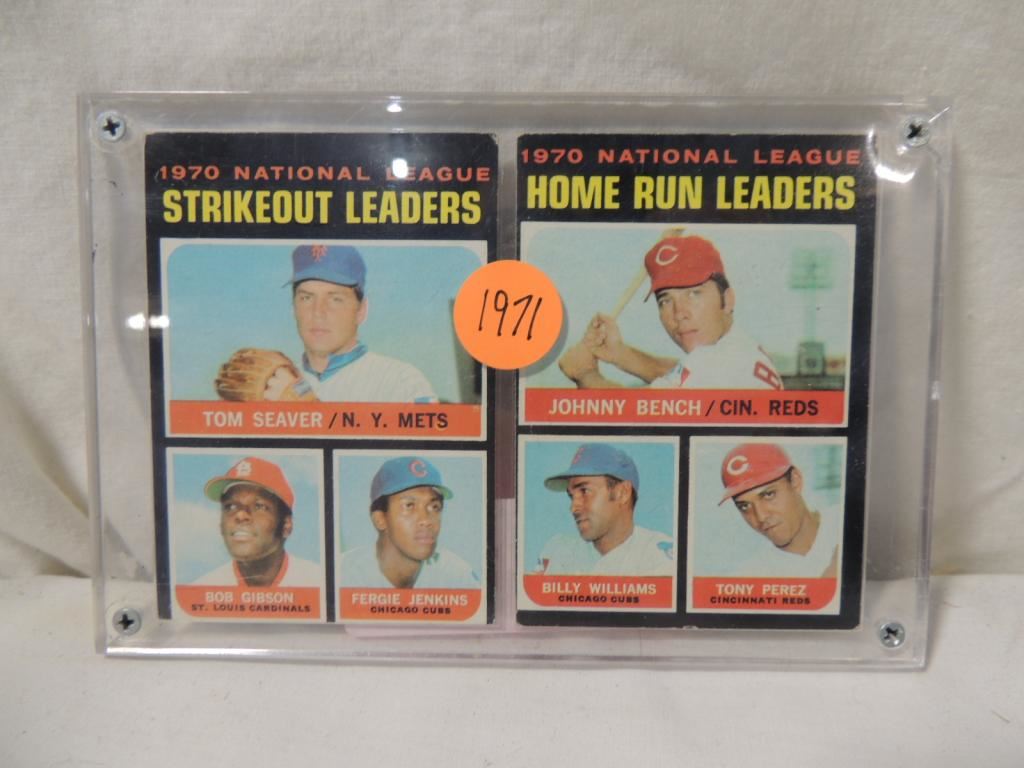 1970 NATIONAL LEAGUE
STRIKEOUT LEADERS
TOM SEAVER / N. Y. METS
BOB GIBSON
ST. LOUIS CARDINALS
FERGIE JENKINS
CHICAGO CUBS
1971
1970 NATIONAL LEAGUE
HOME RUN LEADERS
JOHNNY BENCH / CIN. REDS
BILLY WILLIAMS
CHICAGO CUBS
TONY PEREZ
CINCINNATI REDS